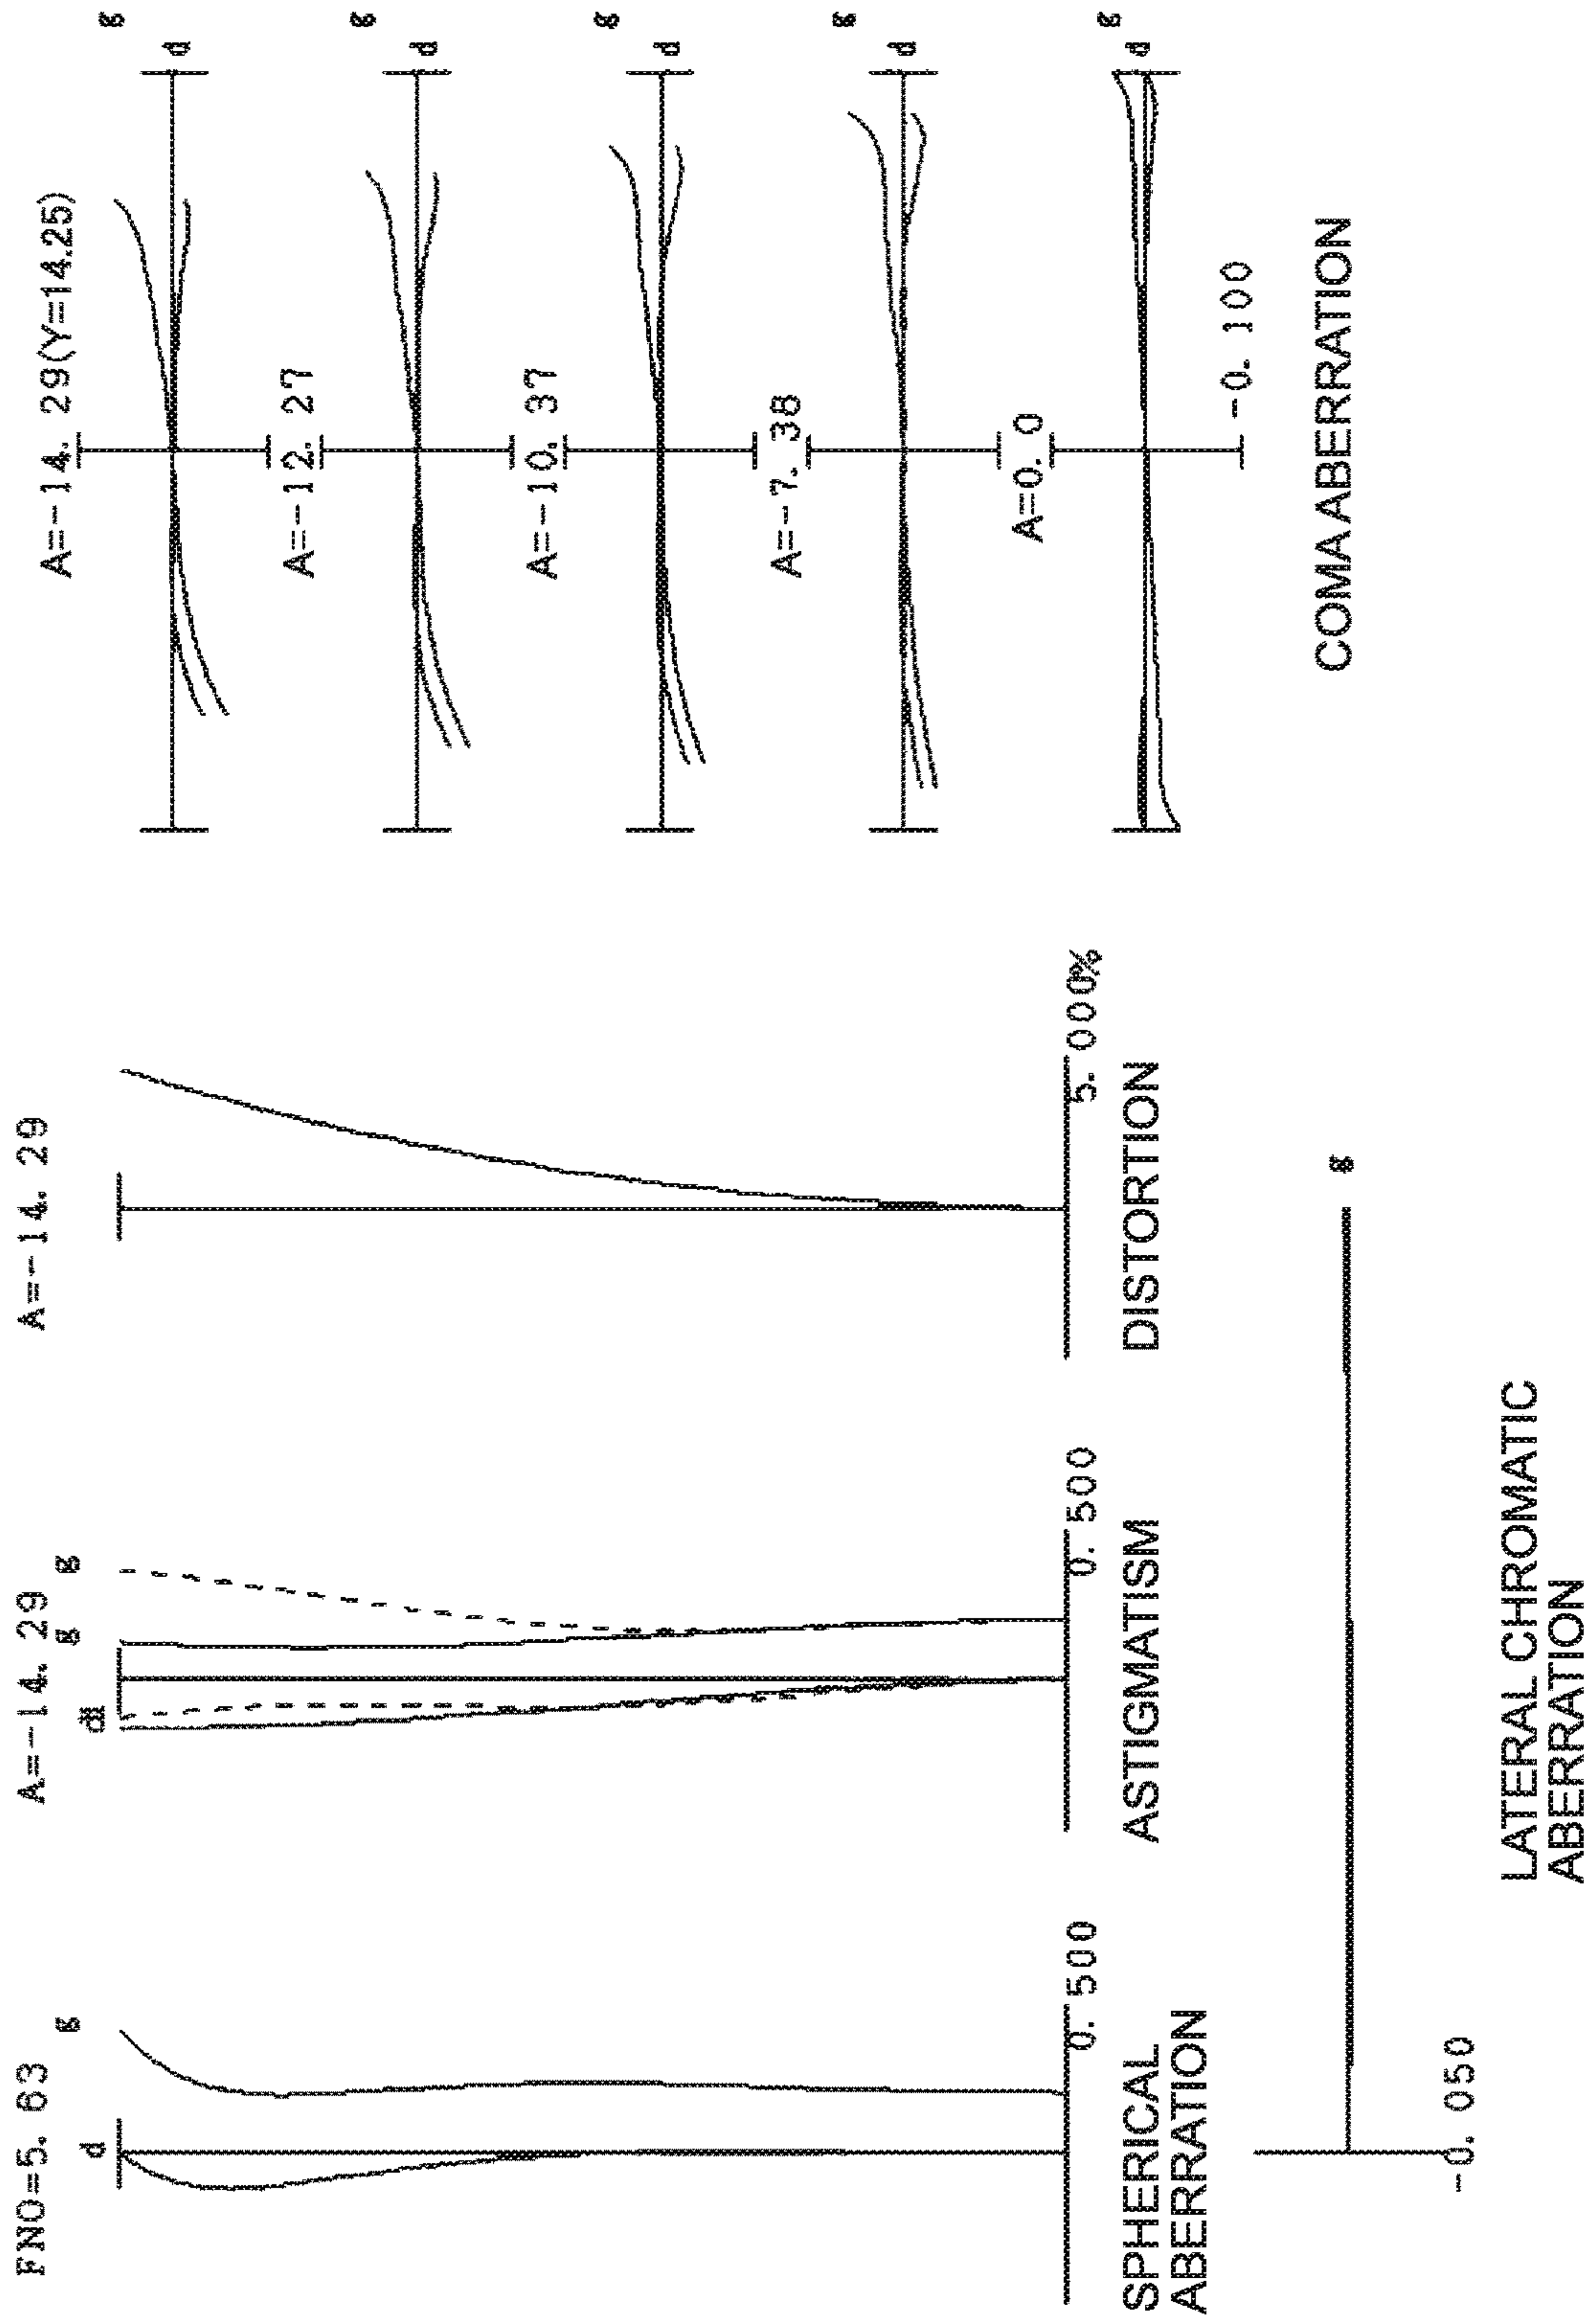 FNO=5. 63
d
g
0. 500
SPHERICAL
ABERRATION
A=-14. 29
d
g
g
0. 500
ASTIGMATISM
A=-14. 29
5. 000%
DISTORTION
g
-0. 050
LATERAL CHROMATIC
ABERRATION
A=-14. 29(Y=14.25)
g
d
A=-12. 27
g
d
A=-10. 37
g
d
A=-7. 38
g
d
A=0. 0
g
d
-0. 100
COMA ABERRATION